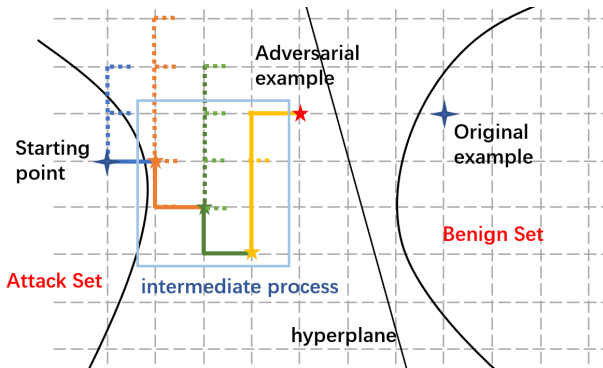 Adversarial
example
Starting
point
Original
example
Benign Set
Attack Set
intermediate process
hyperplane